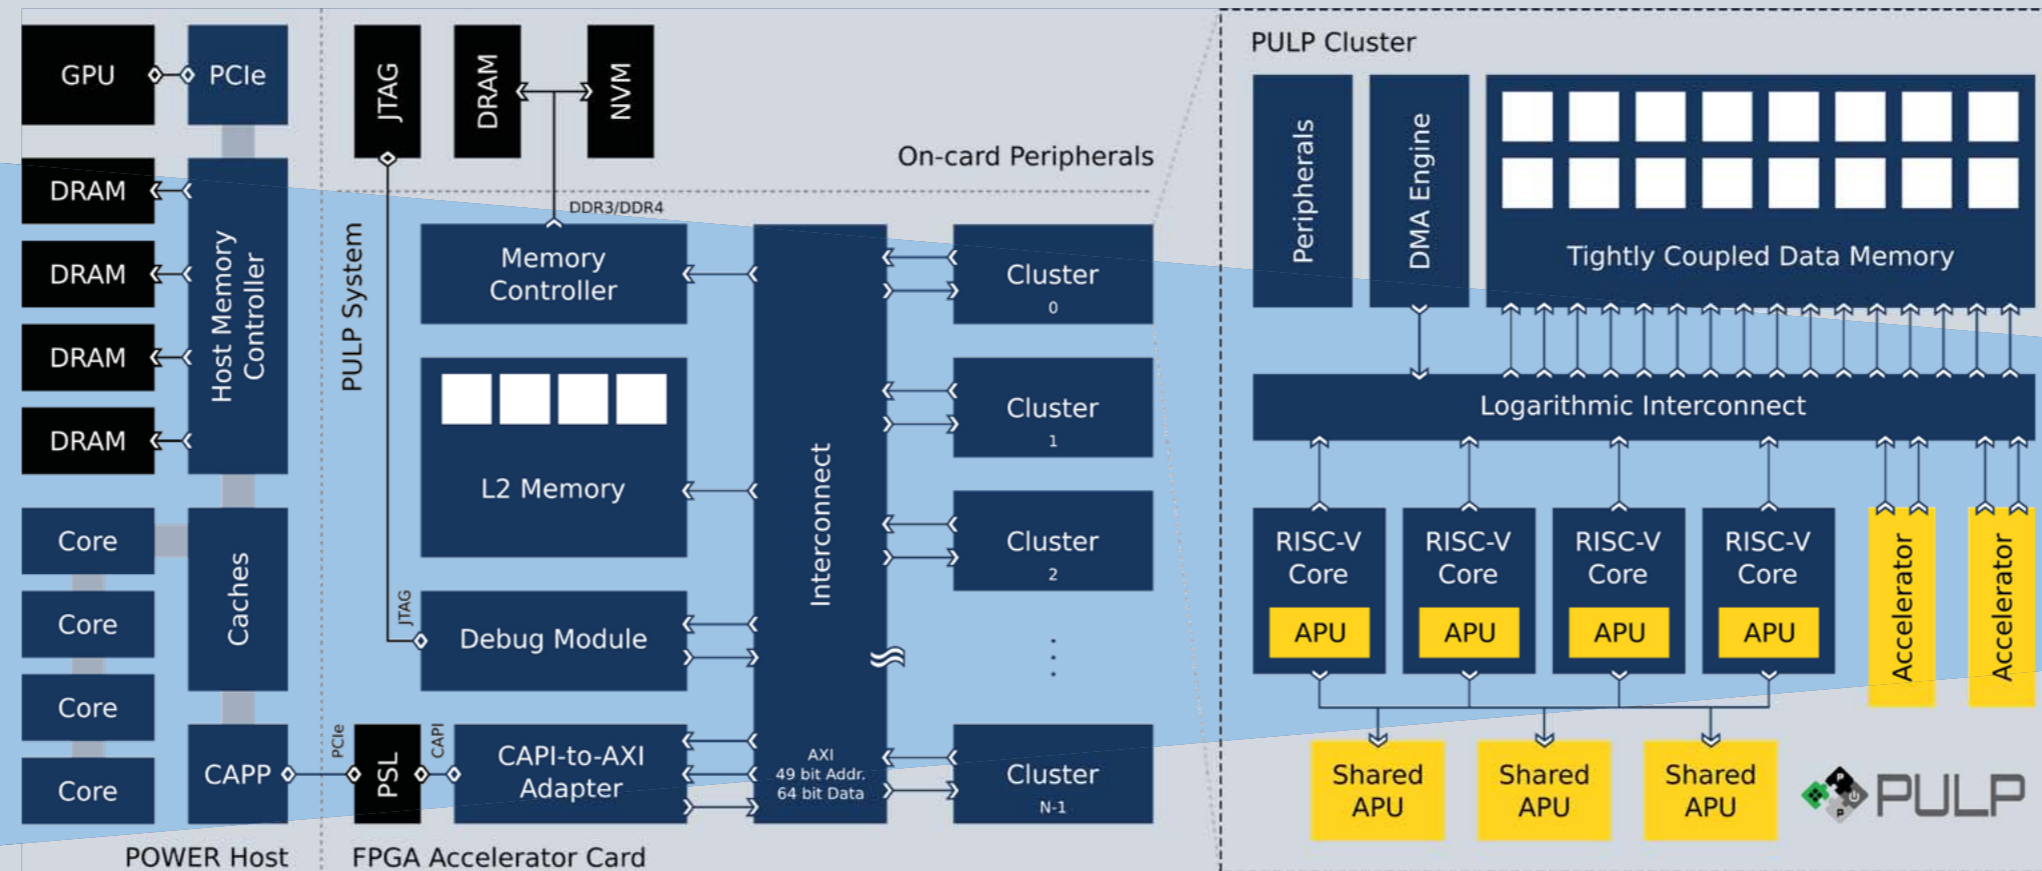 GPU
PCIe
DRAM
DRAM
DRAM
DRAM
Host Memory
Controller
Core
Core
Core
Core
Caches
CAPP
POWER Host
JTAG
DRAM
NVM
On-card Peripherals
PULP System
DDR3/DDR4
Memory
Controller
L2 Memory
JTAG
Debug Module
PCIe
PSL
CAPI
CAPI-to-AXI
Adapter
Interconnect
AXI
49 bit Addr.
64 bit Data
Cluster
0
Cluster
1
Cluster
2
Cluster
N-1
FPGA Accelerator Card
PULP Cluster
Peripherals
DMA Engine
Tightly Coupled Data Memory
Logarithmic Interconnect
RISC-V
Core
APU
RISC-V
Core
APU
RISC-V
Core
APU
RISC-V
Core
APU
Accelerator
Accelerator
Shared
APU
Shared
APU
Shared
APU
P
P
P
PULP